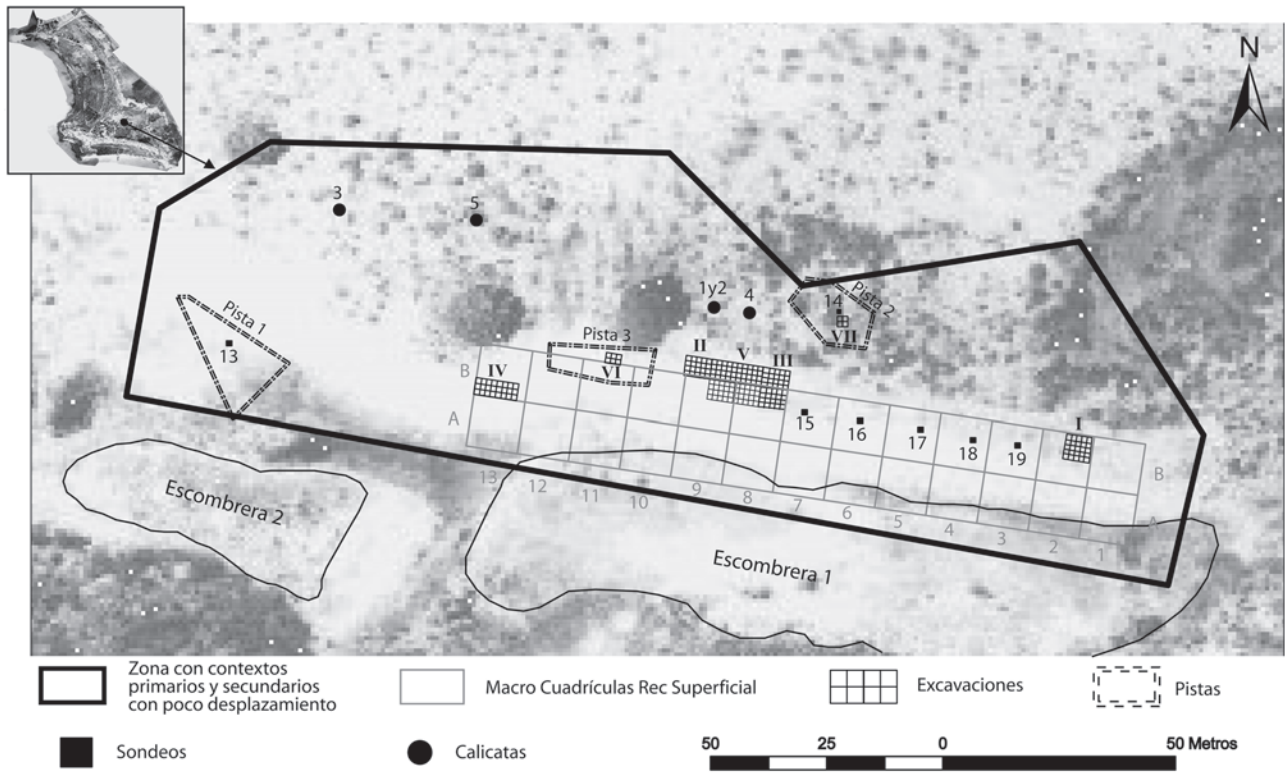 N
3
5
1y2
4
14
Pista 2
VII
Pista 1
13
Pista 3
VI
II
V
III
IV
B
A
15
16
17
18
19
I
B
A
13
12
11
10
9
8
7
6
5
4
3
2
1
Escombrera 2
Escombrera 1
Zona con contextos
primarios y secundarios
con poco desplazamiento
Macro Cuadrículas Rec Superficial
Excavaciones
Pistas
Sondeos
Calicatas
50
25
0
50 Metros